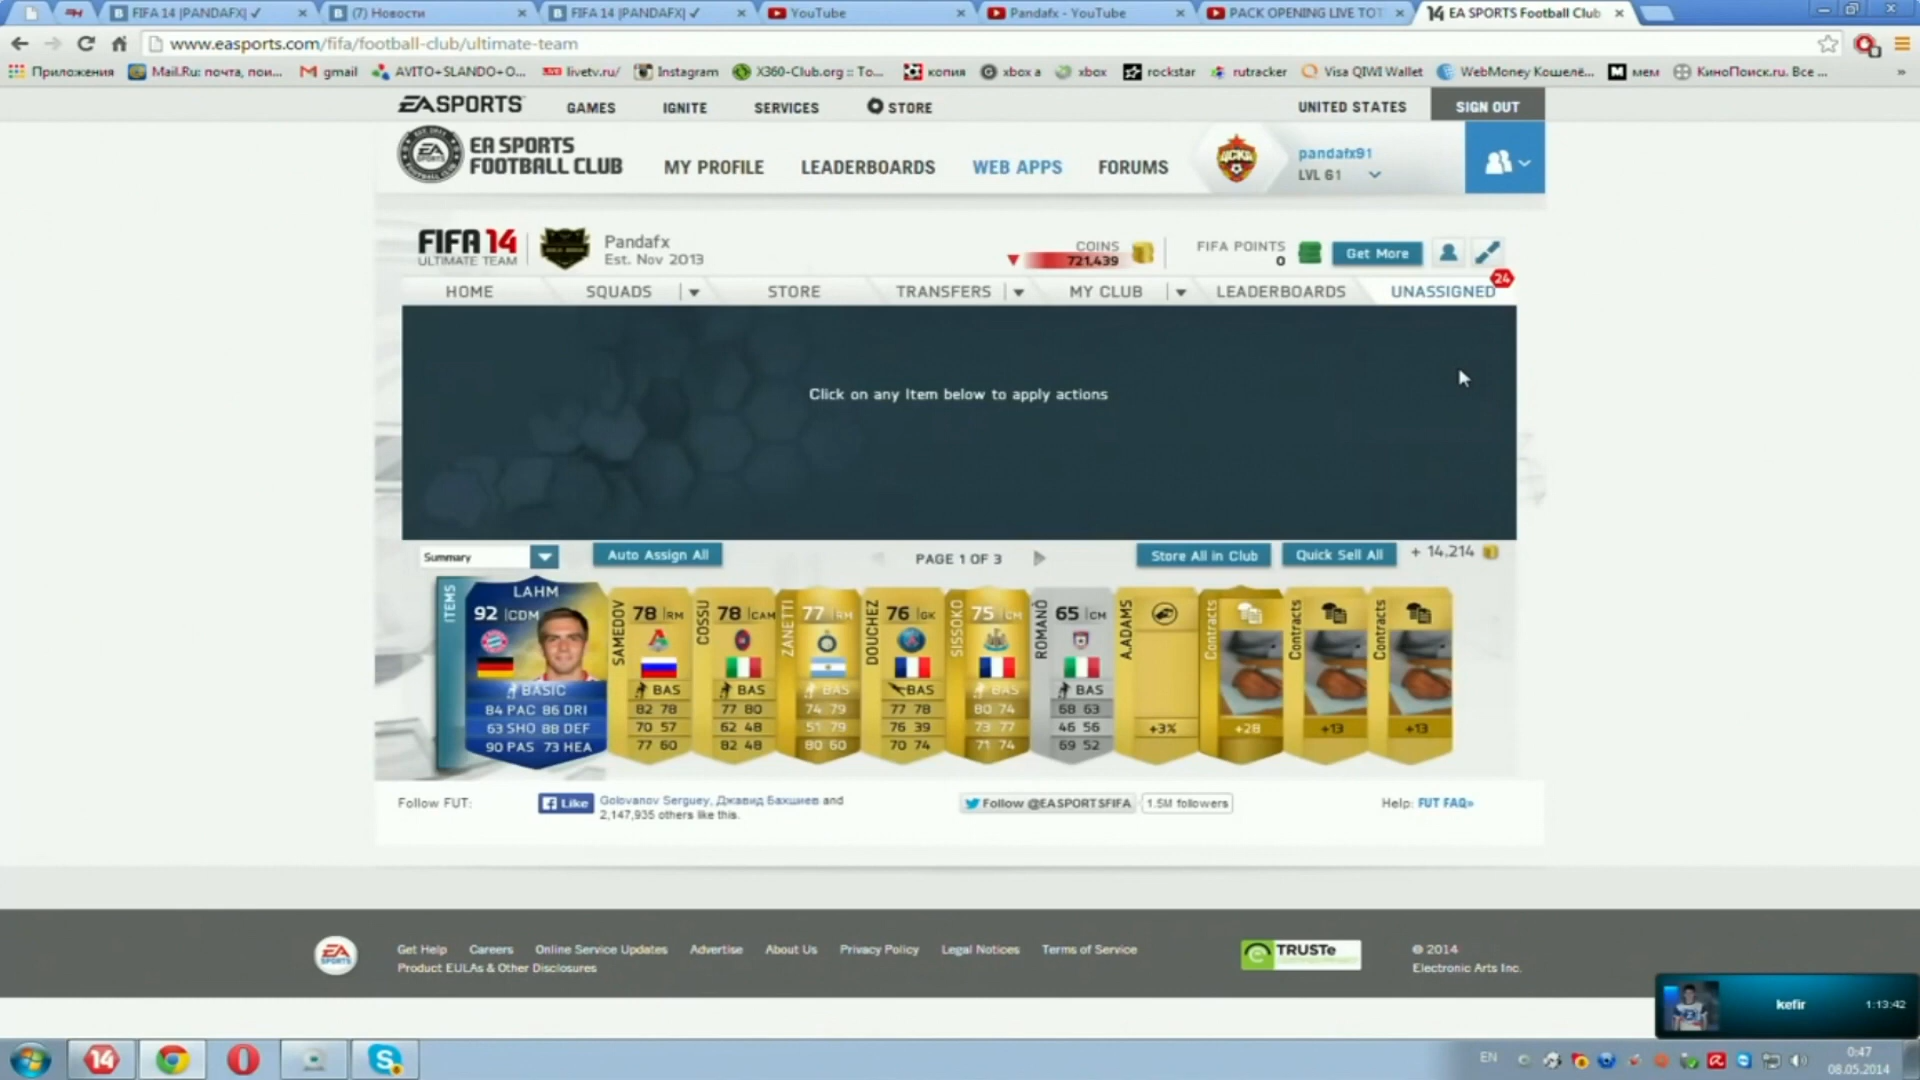 FIFA 14 |PANDAFX| ✓
(7) Новости
FIFA 14 |PANDAFX| ✓
YouTube
Pandafx - YouTube
PACK OPENING LIVE TOT
EA SPORTS Football Club
www.easports.com/fifa/football-club/ultimate-team
Приложения
Mail.Ru: почта, пои...
gmail
AVITO+SLANDO+O...
livetv.ru/
Instagram
X360-Club.org :: To...
копия
xbox a
xbox
rockstar
rutracker
Visa QIWI Wallet
WebMoney Кошелё...
мем
КиноПоиск.ru. Все ...
EA SPORTS
GAMES
IGNITE
SERVICES
STORE
UNITED STATES
SIGN OUT
EA SPORTS
FOOTBALL CLUB
MY PROFILE
LEADERBOARDS
WEB APPS
FORUMS
ЦСКА
pandafx91
LVL 61
FIFA 14
ULTIMATE TEAM
Pandafx
Est. Nov 2013
COINS
721,439
FIFA POINTS
0
Get More
HOME
SQUADS
STORE
TRANSFERS
MY CLUB
LEADERBOARDS
UNASSIGNED
24
Click on any Item below to apply actions
Summary
Auto Assign All
PAGE 1 OF 3
Store All in Club
Quick Sell All
+ 14,214
ITEMS
LAHM
92 |CDM
BASIC
84 PAC 86 DRI
63 SHO 88 DEF
90 PAS 73 HEA
SAMEDOV
78 |RM
BAS
82 78
70 57
77 60
COSSU
78 |CAM
BAS
77 80
62 48
82 48
ZANETTI
77 |RM
BAS
74 79
51 79
80 60
DOUCHEZ
76 |GK
BAS
77 78
76 39
70 74
SISSOKO
75 |CM
BAS
80 74
73 77
71 74
ROMANÒ
65 |CM
BAS
68 63
46 56
69 52
A.ADAMS
+3%
Contracts
+28
Contracts
+13
Contracts
+13
Follow FUT:
Like
Golovanov Serguey, Джавид Бахшиев and
2,147,935 others like this.
Follow @EASPORTSFIFA
1.5M followers
Help: FUT FAQ»
EA
SPORTS
Get Help
Careers
Online Service Updates
Advertise
About Us
Privacy Policy
Legal Notices
Terms of Service
Product EULAs & Other Disclosures
TRUSTe
© 2014
Electronic Arts Inc.
kefir
1:13:42
14
EN
0:47
08.05.2014